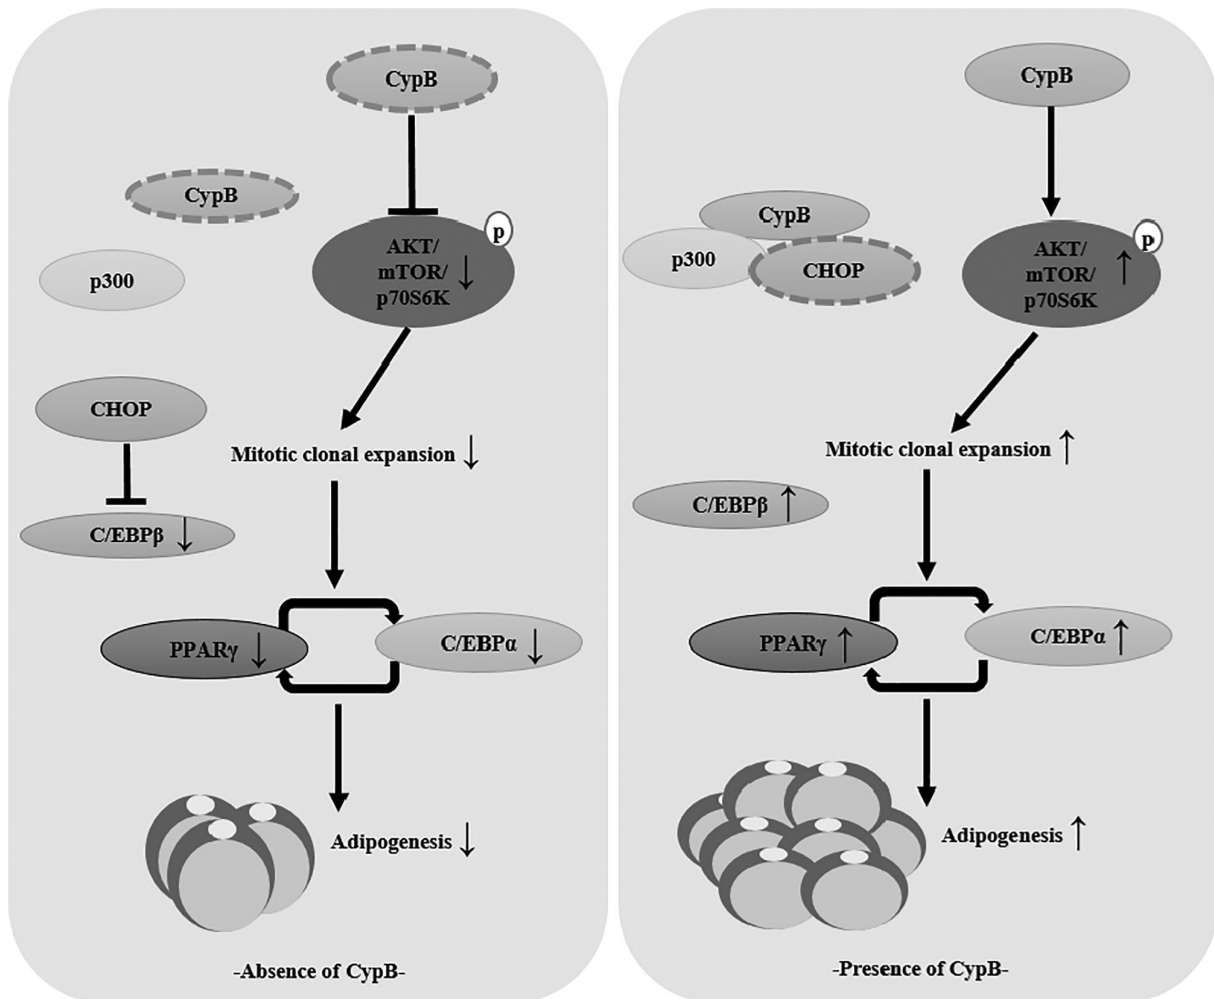 CypB
CypB
p
AKT/
mTOR/ ↓
p70S6K
p300
CHOP
Mitotic clonal expansion ↓
C/EBPβ ↓
PPARγ ↓
C/EBPα ↓
Adipogenesis ↓
-Absence of CypB-
CypB
CypB
p
p300
CHOP
AKT/
mTOR/ ↑
p70S6K
Mitotic clonal expansion ↑
C/EBPβ ↑
PPARγ ↑
C/EBPα ↑
Adipogenesis ↑
-Presence of CypB-